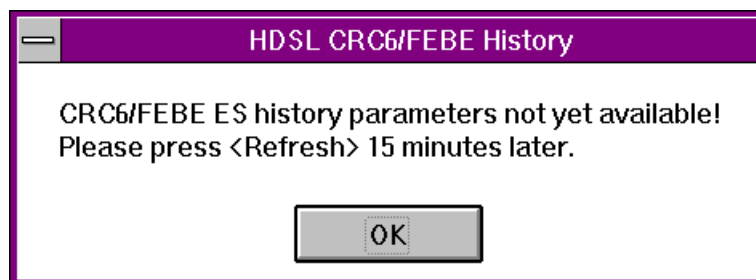 HDSL CRC6/FEBE History
CRC6/FEBE ES history parameters not yet available!
Please press <Refresh> 15 minutes later.
OK